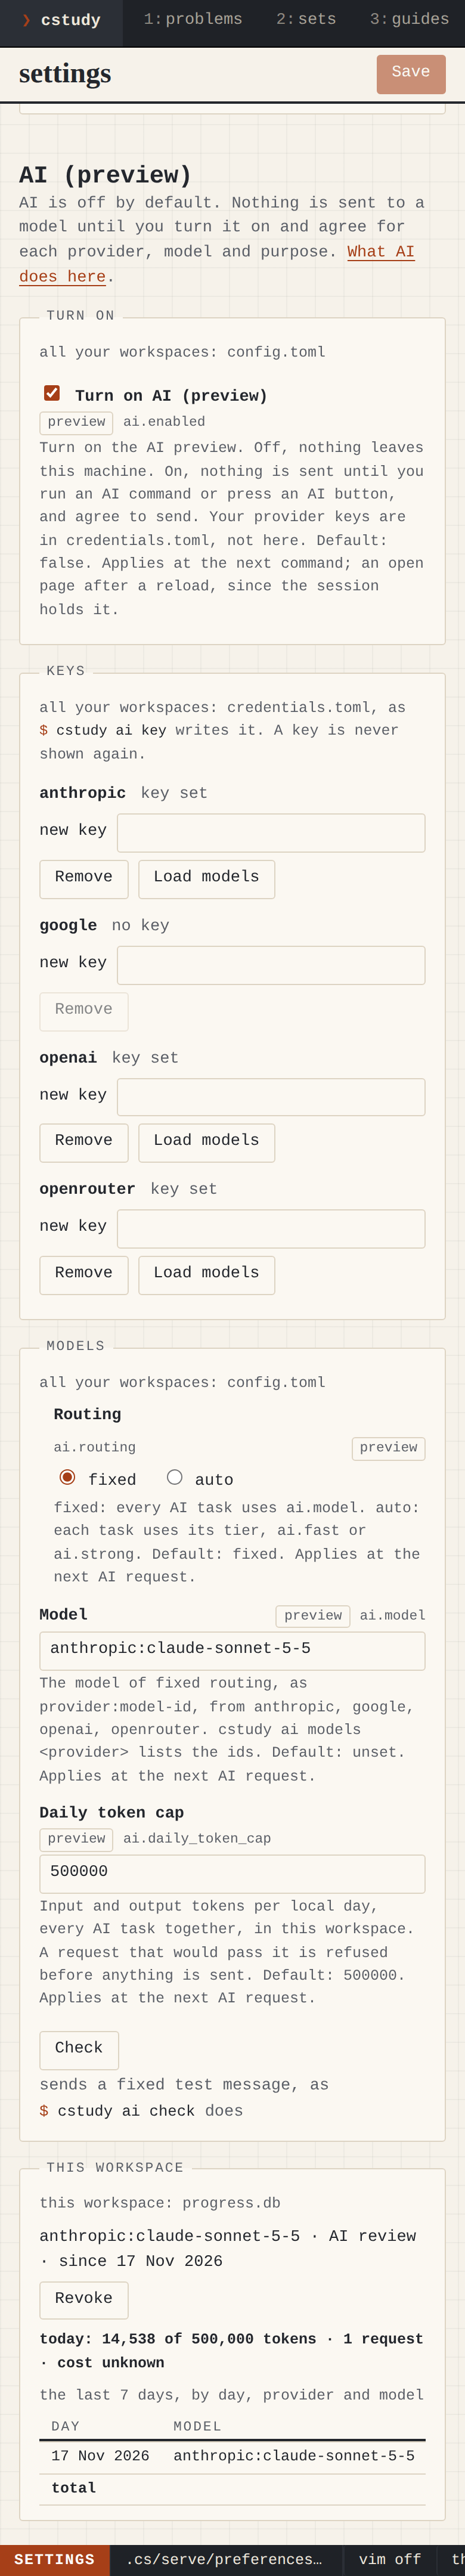 ❯ cstudy 1:problems 2:sets 3:guides
settings Save
AI (preview)
AI is off by default. Nothing is sent to a
model until you turn it on and agree for
each provider, model and purpose. What AI
does here.
TURN ON
all your workspaces: config.toml
Turn on AI (preview)
preview ai.enabled
Turn on the AI preview. Off, nothing leaves
this machine. On, nothing is sent until you
run an AI command or press an AI button,
and agree to send. Your provider keys are
in credentials.toml, not here. Default:
false. Applies at the next command; an open
page after a reload, since the session
holds it.
KEYS
all your workspaces: credentials.toml, as
$ cstudy ai key writes it. A key is never
shown again.
anthropic key set
new key
Remove Load models
google no key
new key
Remove
openai key set
new key
Remove Load models
openrouter key set
new key
Remove Load models
MODELS
all your workspaces: config.toml
Routing
ai.routing preview
fixed auto
fixed: every AI task uses ai.model. auto:
each task uses its tier, ai.fast or
ai.strong. Default: fixed. Applies at the
next AI request.
Model preview ai.model
anthropic:claude-sonnet-5-5
The model of fixed routing, as
provider:model-id, from anthropic, google,
openai, openrouter. cstudy ai models
<provider> lists the ids. Default: unset.
Applies at the next AI request.
Daily token cap
preview ai.daily_token_cap
500000
Input and output tokens per local day,
every AI task together, in this workspace.
A request that would pass it is refused
before anything is sent. Default: 500000.
Applies at the next AI request.
Check
sends a fixed test message, as
$ cstudy ai check does
THIS WORKSPACE
this workspace: progress.db
anthropic:claude-sonnet-5-5 · AI review
· since 17 Nov 2026
Revoke
today: 14,538 of 500,000 tokens · 1 request
· cost unknown
the last 7 days, by day, provider and model
DAY MODEL
17 Nov 2026 anthropic:claude-sonnet-5-5
total
SETTINGS .cs/serve/preferences… vim off